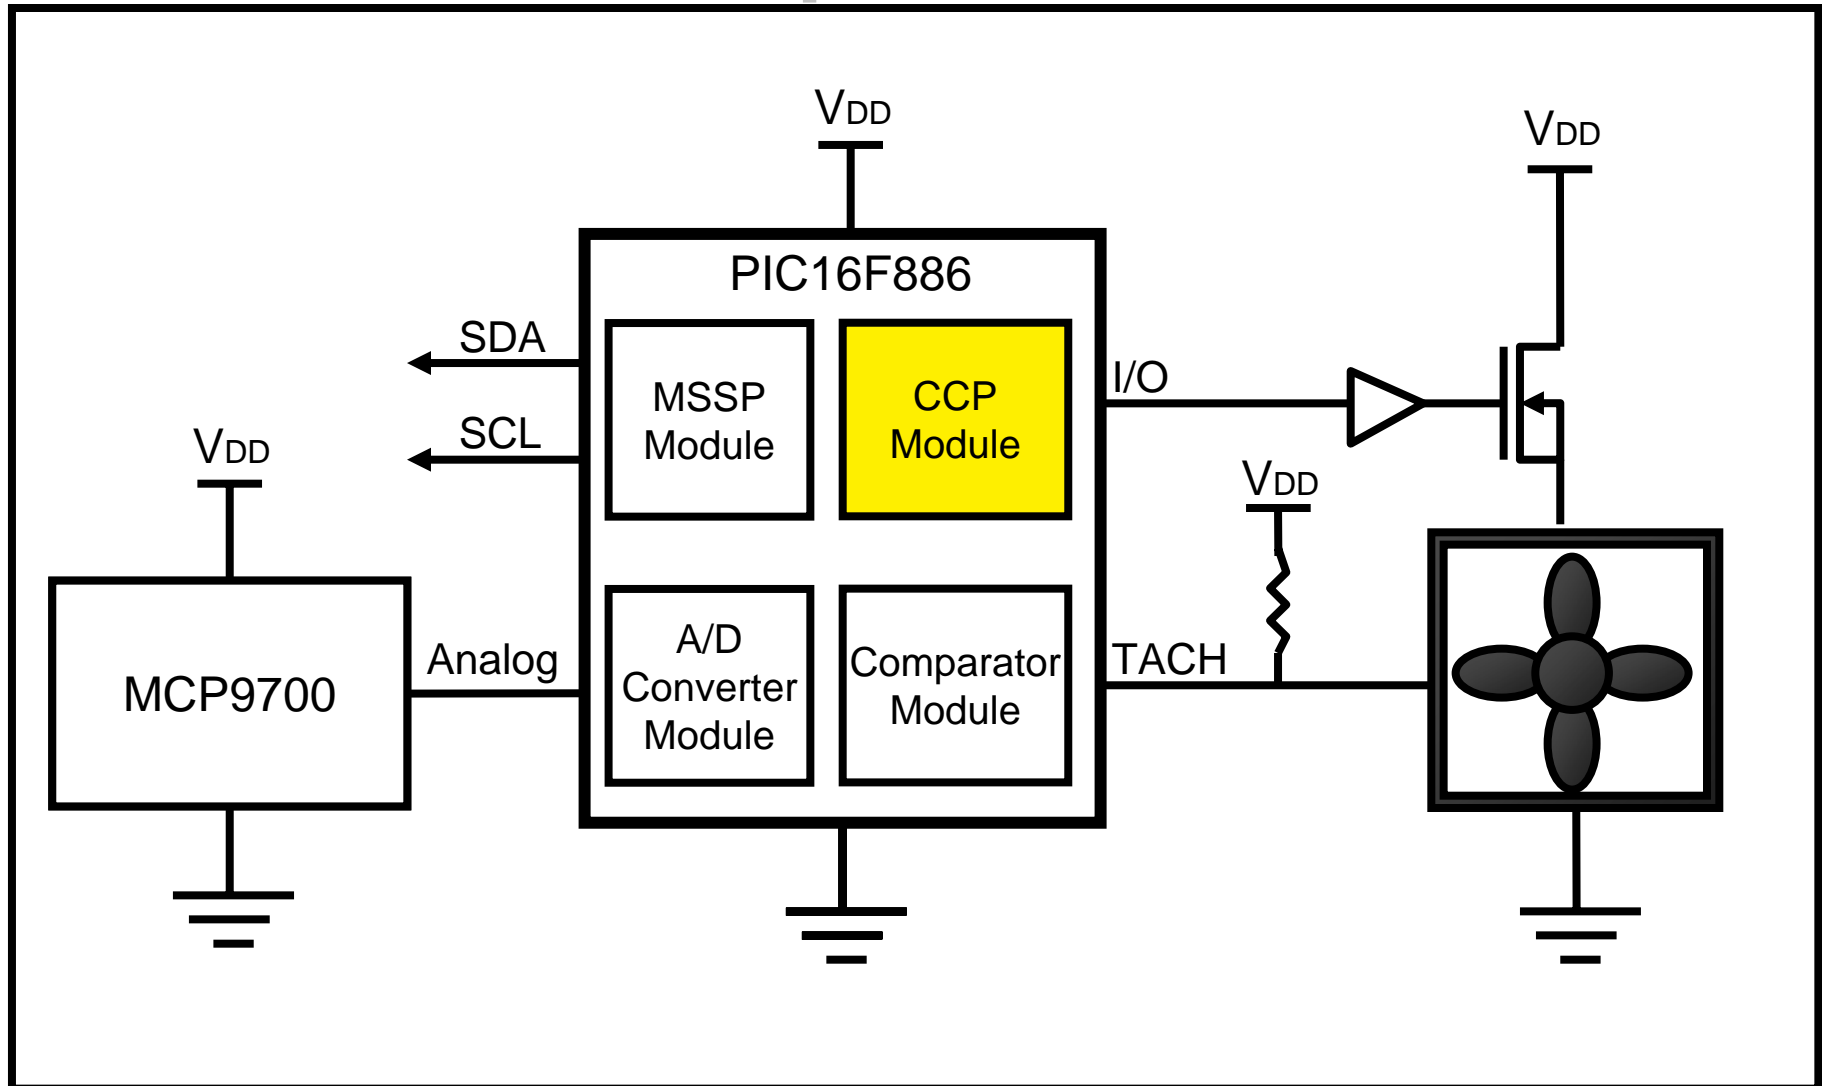 VDD
VDD
PIC16F886
SDA
SCL
MSSP
Module
CCP
Module
I/O
VDD
VDD
MCP9700
Analog
A/D
Converter
Module
Comparator
Module
TACH